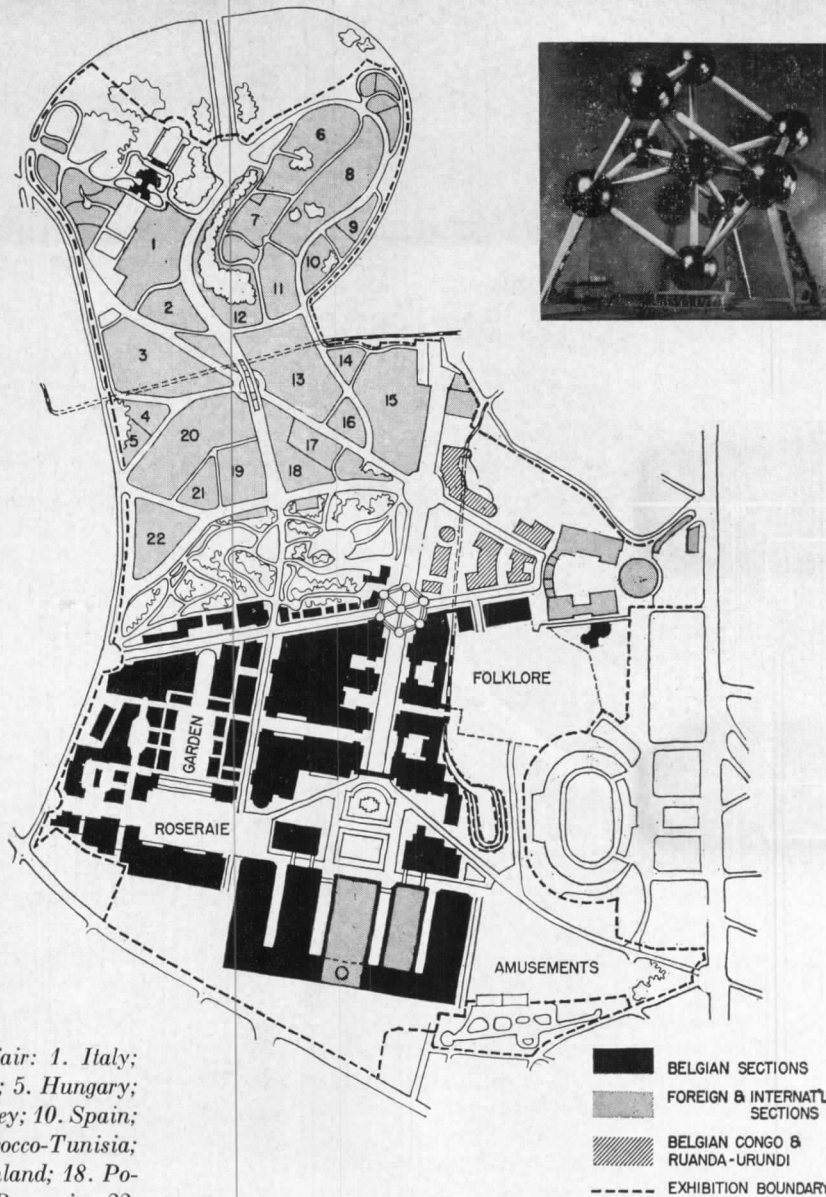 6
8
7
9
1
10
11
2
12
3
14
13
15
4
16
5
20
17
19
18
21
22
FOLKLORE
GARDEN
ROSERAIE
AMUSEMENTS
air: 1. Italy;
; 5. Hungary;
ey; 10. Spain;
occo-Tunisia;
nland; 18. Po-
BELGIAN SECTIONS
FOREIGN & INTERNAT'L
SECTIONS
BELGIAN CONGO &
RUANDA-URUNDI
EXHIBITION BOUNDARY